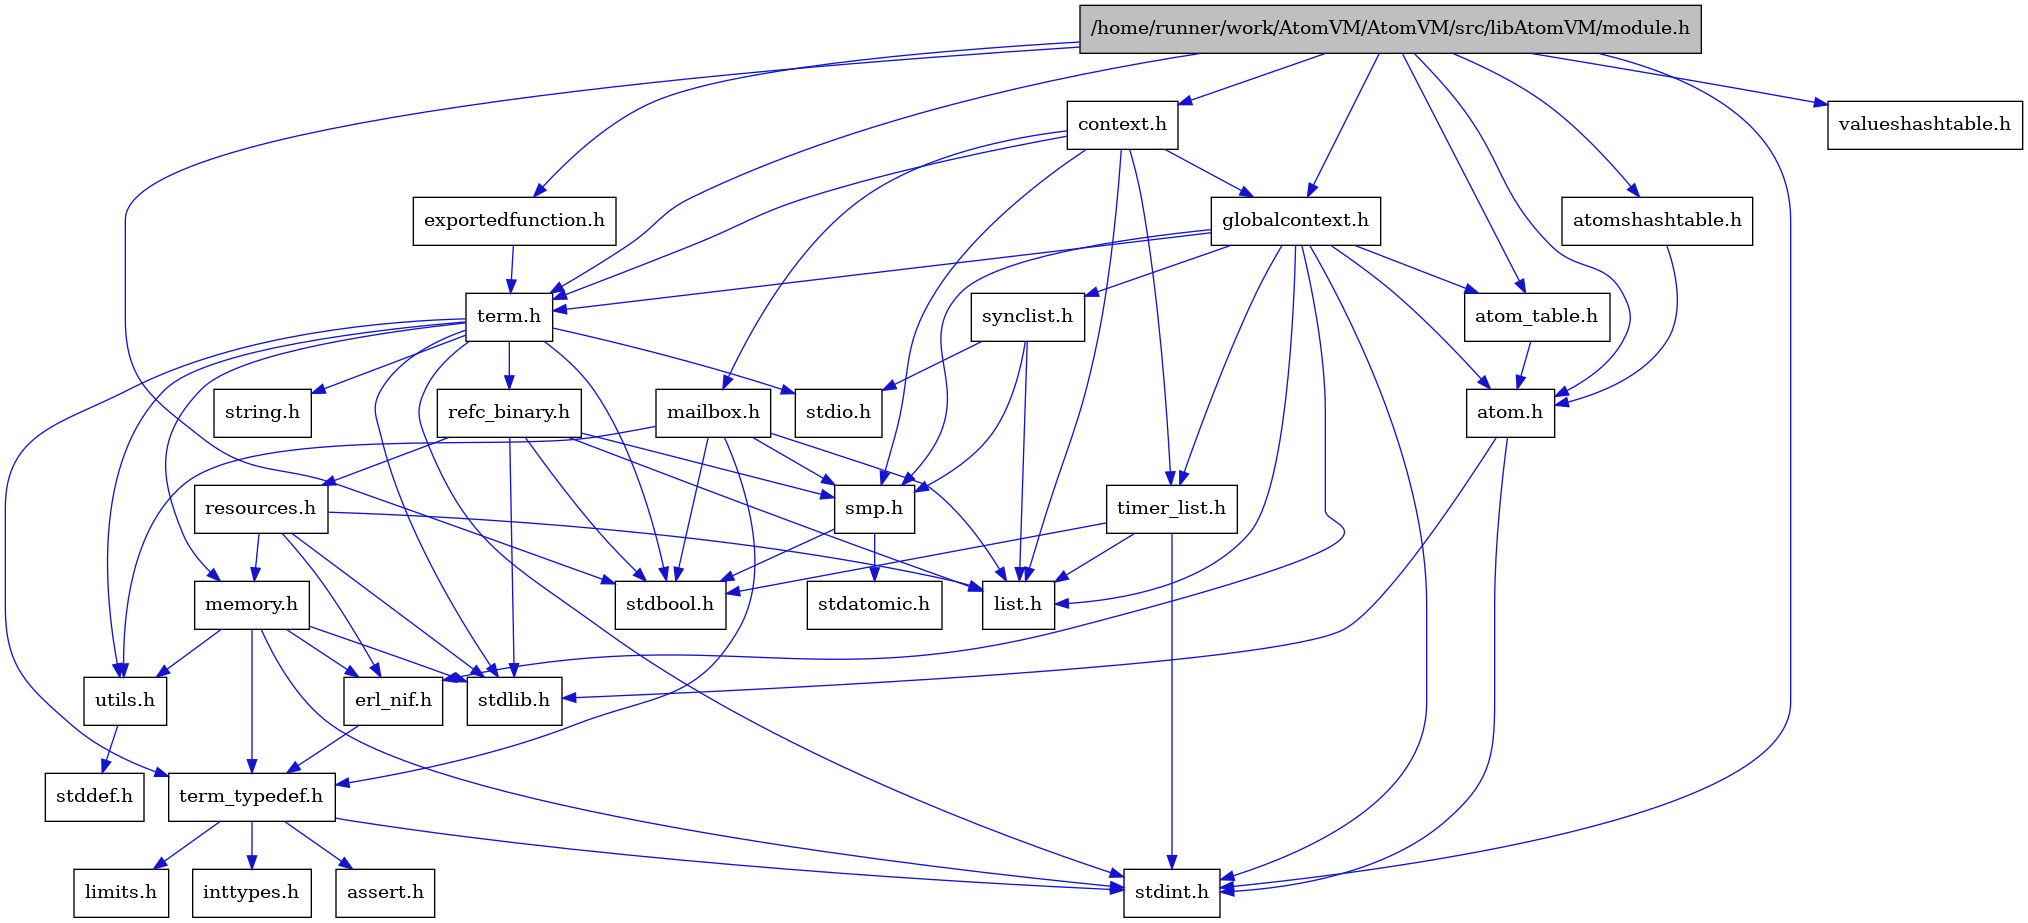 /home/runner/work/AtomVM/AtomVM/src/libAtomVM/module.h
context.h
valueshashtable.h
exportedfunction.h
globalcontext.h
atomshashtable.h
term.h
synclist.h
atom_table.h
string.h
refc_binary.h
mailbox.h
stdio.h
atom.h
resources.h
smp.h
timer_list.h
memory.h
stdbool.h
stdatomic.h
list.h
utils.h
erl_nif.h
stdlib.h
stddef.h
term_typedef.h
limits.h
inttypes.h
assert.h
stdint.h